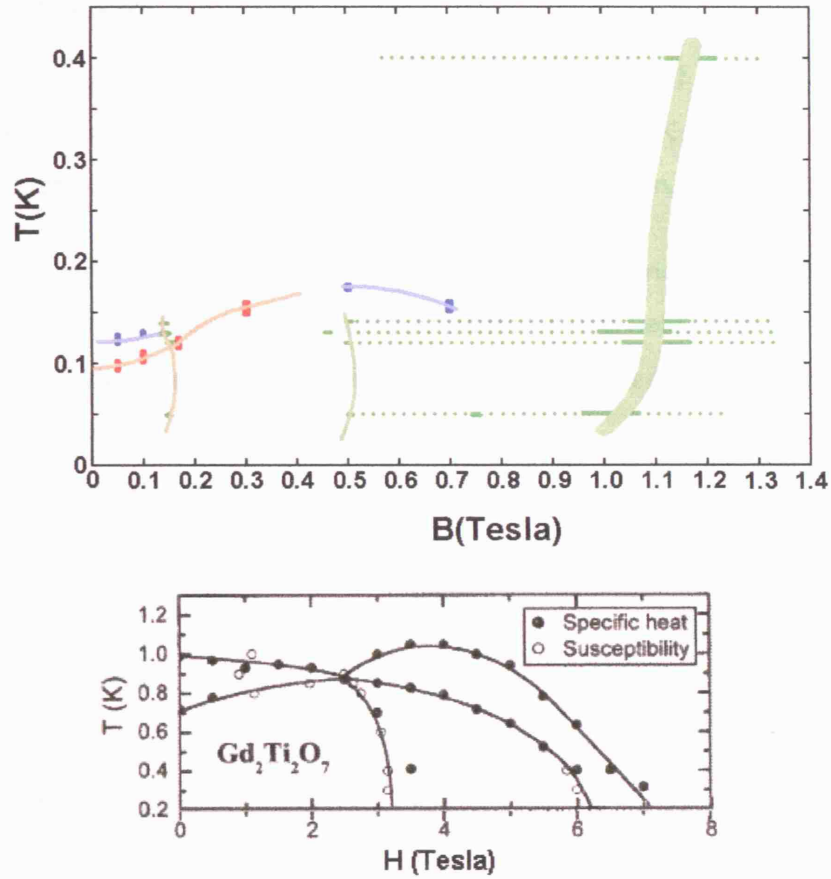 0.4
0.3
0.2
0.1
0
T(K)
0 0.1 0.2 0.3 0.4 0.5 0.6 0.7 0.8 0.9 1.0 1.1 1.2 1.3 1.4
B(Tesla)
1.2
1.0
0.8
0.6
0.4
0.2
T (K)
Specific heat
Susceptibility
Gd2Ti2O7
0 2 4 6 8
H (Tesla)